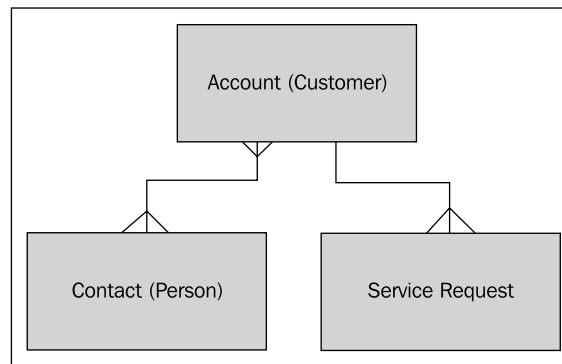 Account (Customer)
Contact (Person)
Service Request